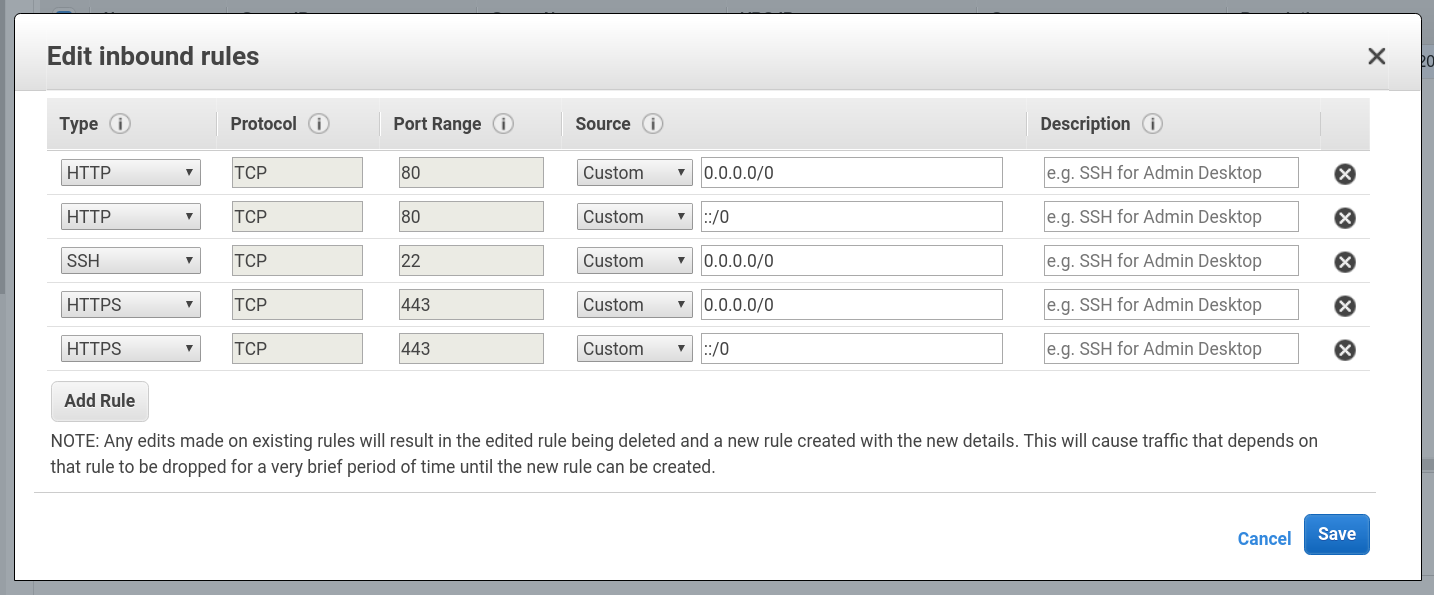 Edit inbound rules
Type Protocol Port Range Source Description
HTTP TCP 80 Custom 0.0.0.0/0 e.g. SSH for Admin Desktop
HTTP TCP 80 Custom ::/0 e.g. SSH for Admin Desktop
SSH TCP 22 Custom 0.0.0.0/0 e.g. SSH for Admin Desktop
HTTPS TCP 443 Custom 0.0.0.0/0 e.g. SSH for Admin Desktop
HTTPS TCP 443 Custom ::/0 e.g. SSH for Admin Desktop
Add Rule
NOTE: Any edits made on existing rules will result in the edited rule being deleted and a new rule created with the new details. This will cause traffic that depends on
that rule to be dropped for a very brief period of time until the new rule can be created.
Cancel Save